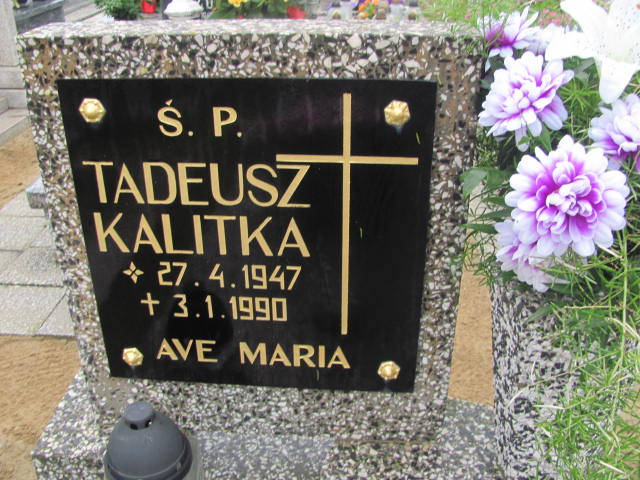 Ś. P.
TADEUSZ
KALITKA
27. 4. 1947
✝ 3. 1. 1990
AVE MARIA